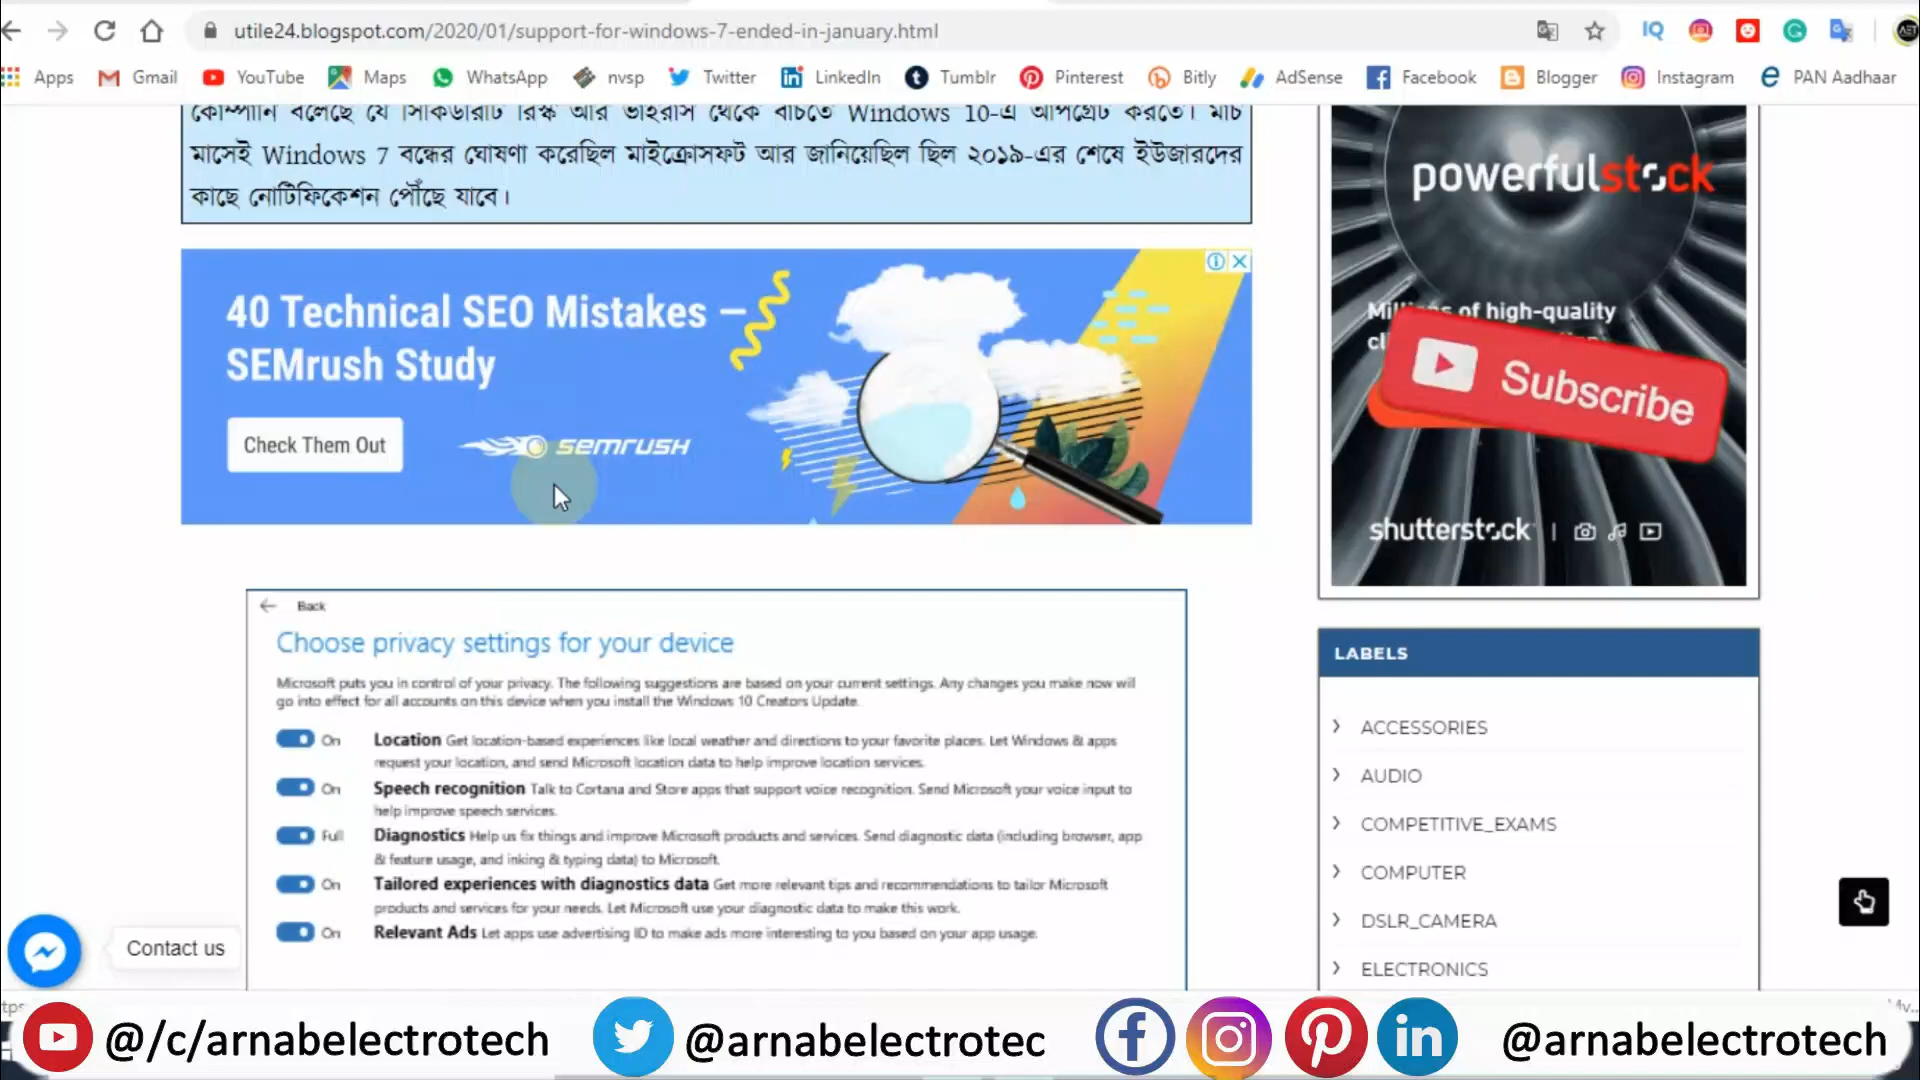 utile24.blogspot.com/2020/01/support-for-windows-7-ended-in-january.html
Apps Gmail YouTube Maps WhatsApp nvsp Twitter LinkedIn Tumblr Pinterest Bitly AdSense Facebook Blogger Instagram PAN Aadhaar
কোম্পানি বলেছে যে সিকিউরিটি রিস্ক আর ভাইরাস থেকে বাঁচতে Windows 10-এ আপগ্রেট করতে। মার্চ
মাসেই Windows 7 বন্ধের ঘোষণা করেছিল মাইক্রোসফট আর জানিয়েছিল ছিল ২০১৯-এর শেষে ইউজারদের
কাছে নোটিফিকেশন পৌঁছে যাবে।
40 Technical SEO Mistakes –
SEMrush Study
Check Them Out
semrush
Back
Choose privacy settings for your device
Microsoft puts you in control of your privacy. The following suggestions are based on your current settings. Any changes you make now will
go into effect for all accounts on this device when you install the Windows 10 Creators Update.
On Location Get location-based experiences like local weather and directions to your favorite places. Let Windows & apps
request your location, and send Microsoft location data to help improve location services.
On Speech recognition Talk to Cortana and Store apps that support voice recognition. Send Microsoft your voice input to
help improve speech services.
Full Diagnostics Help us fix things and improve Microsoft products and services. Send diagnostic data (including browser, app
& feature usage, and inking & typing data) to Microsoft.
On Tailored experiences with diagnostics data Get more relevant tips and recommendations to tailor Microsoft
products and services for your needs. Let Microsoft use your diagnostic data to make this work.
On Relevant Ads Let apps use advertising ID to make ads more interesting to you based on your app usage.
powerfulstock
of high-quality
Subscribe
shutterstock
LABELS
ACCESSORIES
AUDIO
COMPETITIVE_EXAMS
COMPUTER
DSLR_CAMERA
ELECTRONICS
Contact us
@/c/arnabelectrotech
@arnabelectrotec
@arnabelectrotech